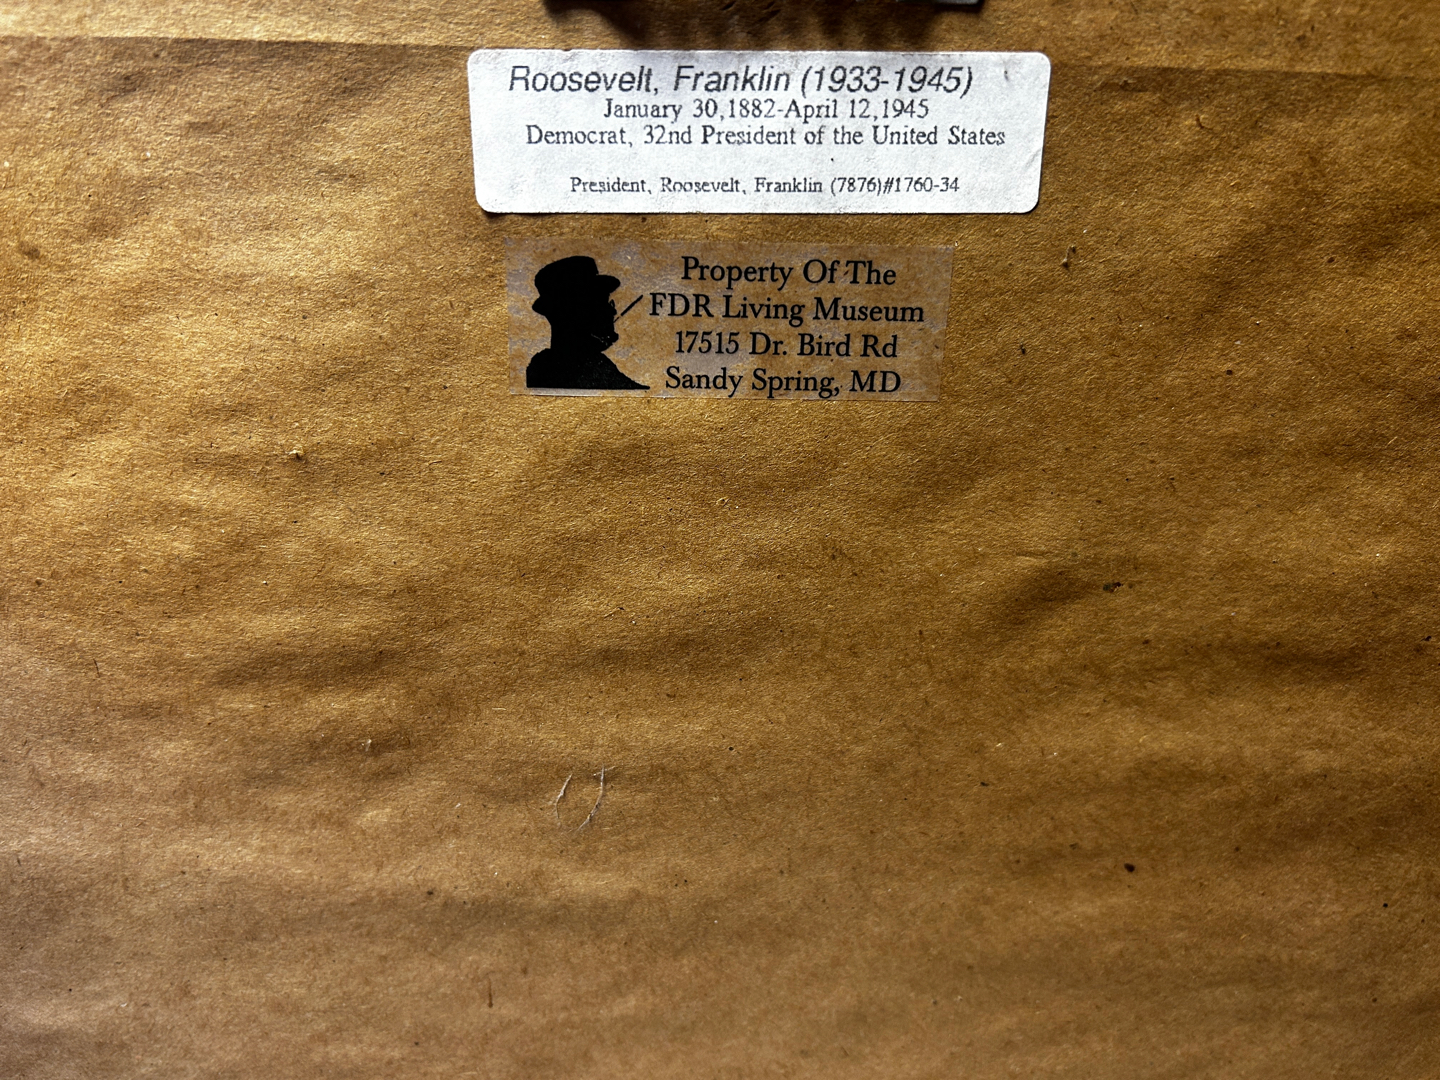 Roosevelt, Franklin (1933-1945)
January 30,1882-April 12,1945
Democrat, 32nd President of the United States
President, Roosevelt, Franklin (7876)#1760-34
Property Of The
FDR Living Museum
17515 Dr. Bird Rd
Sandy Spring, MD